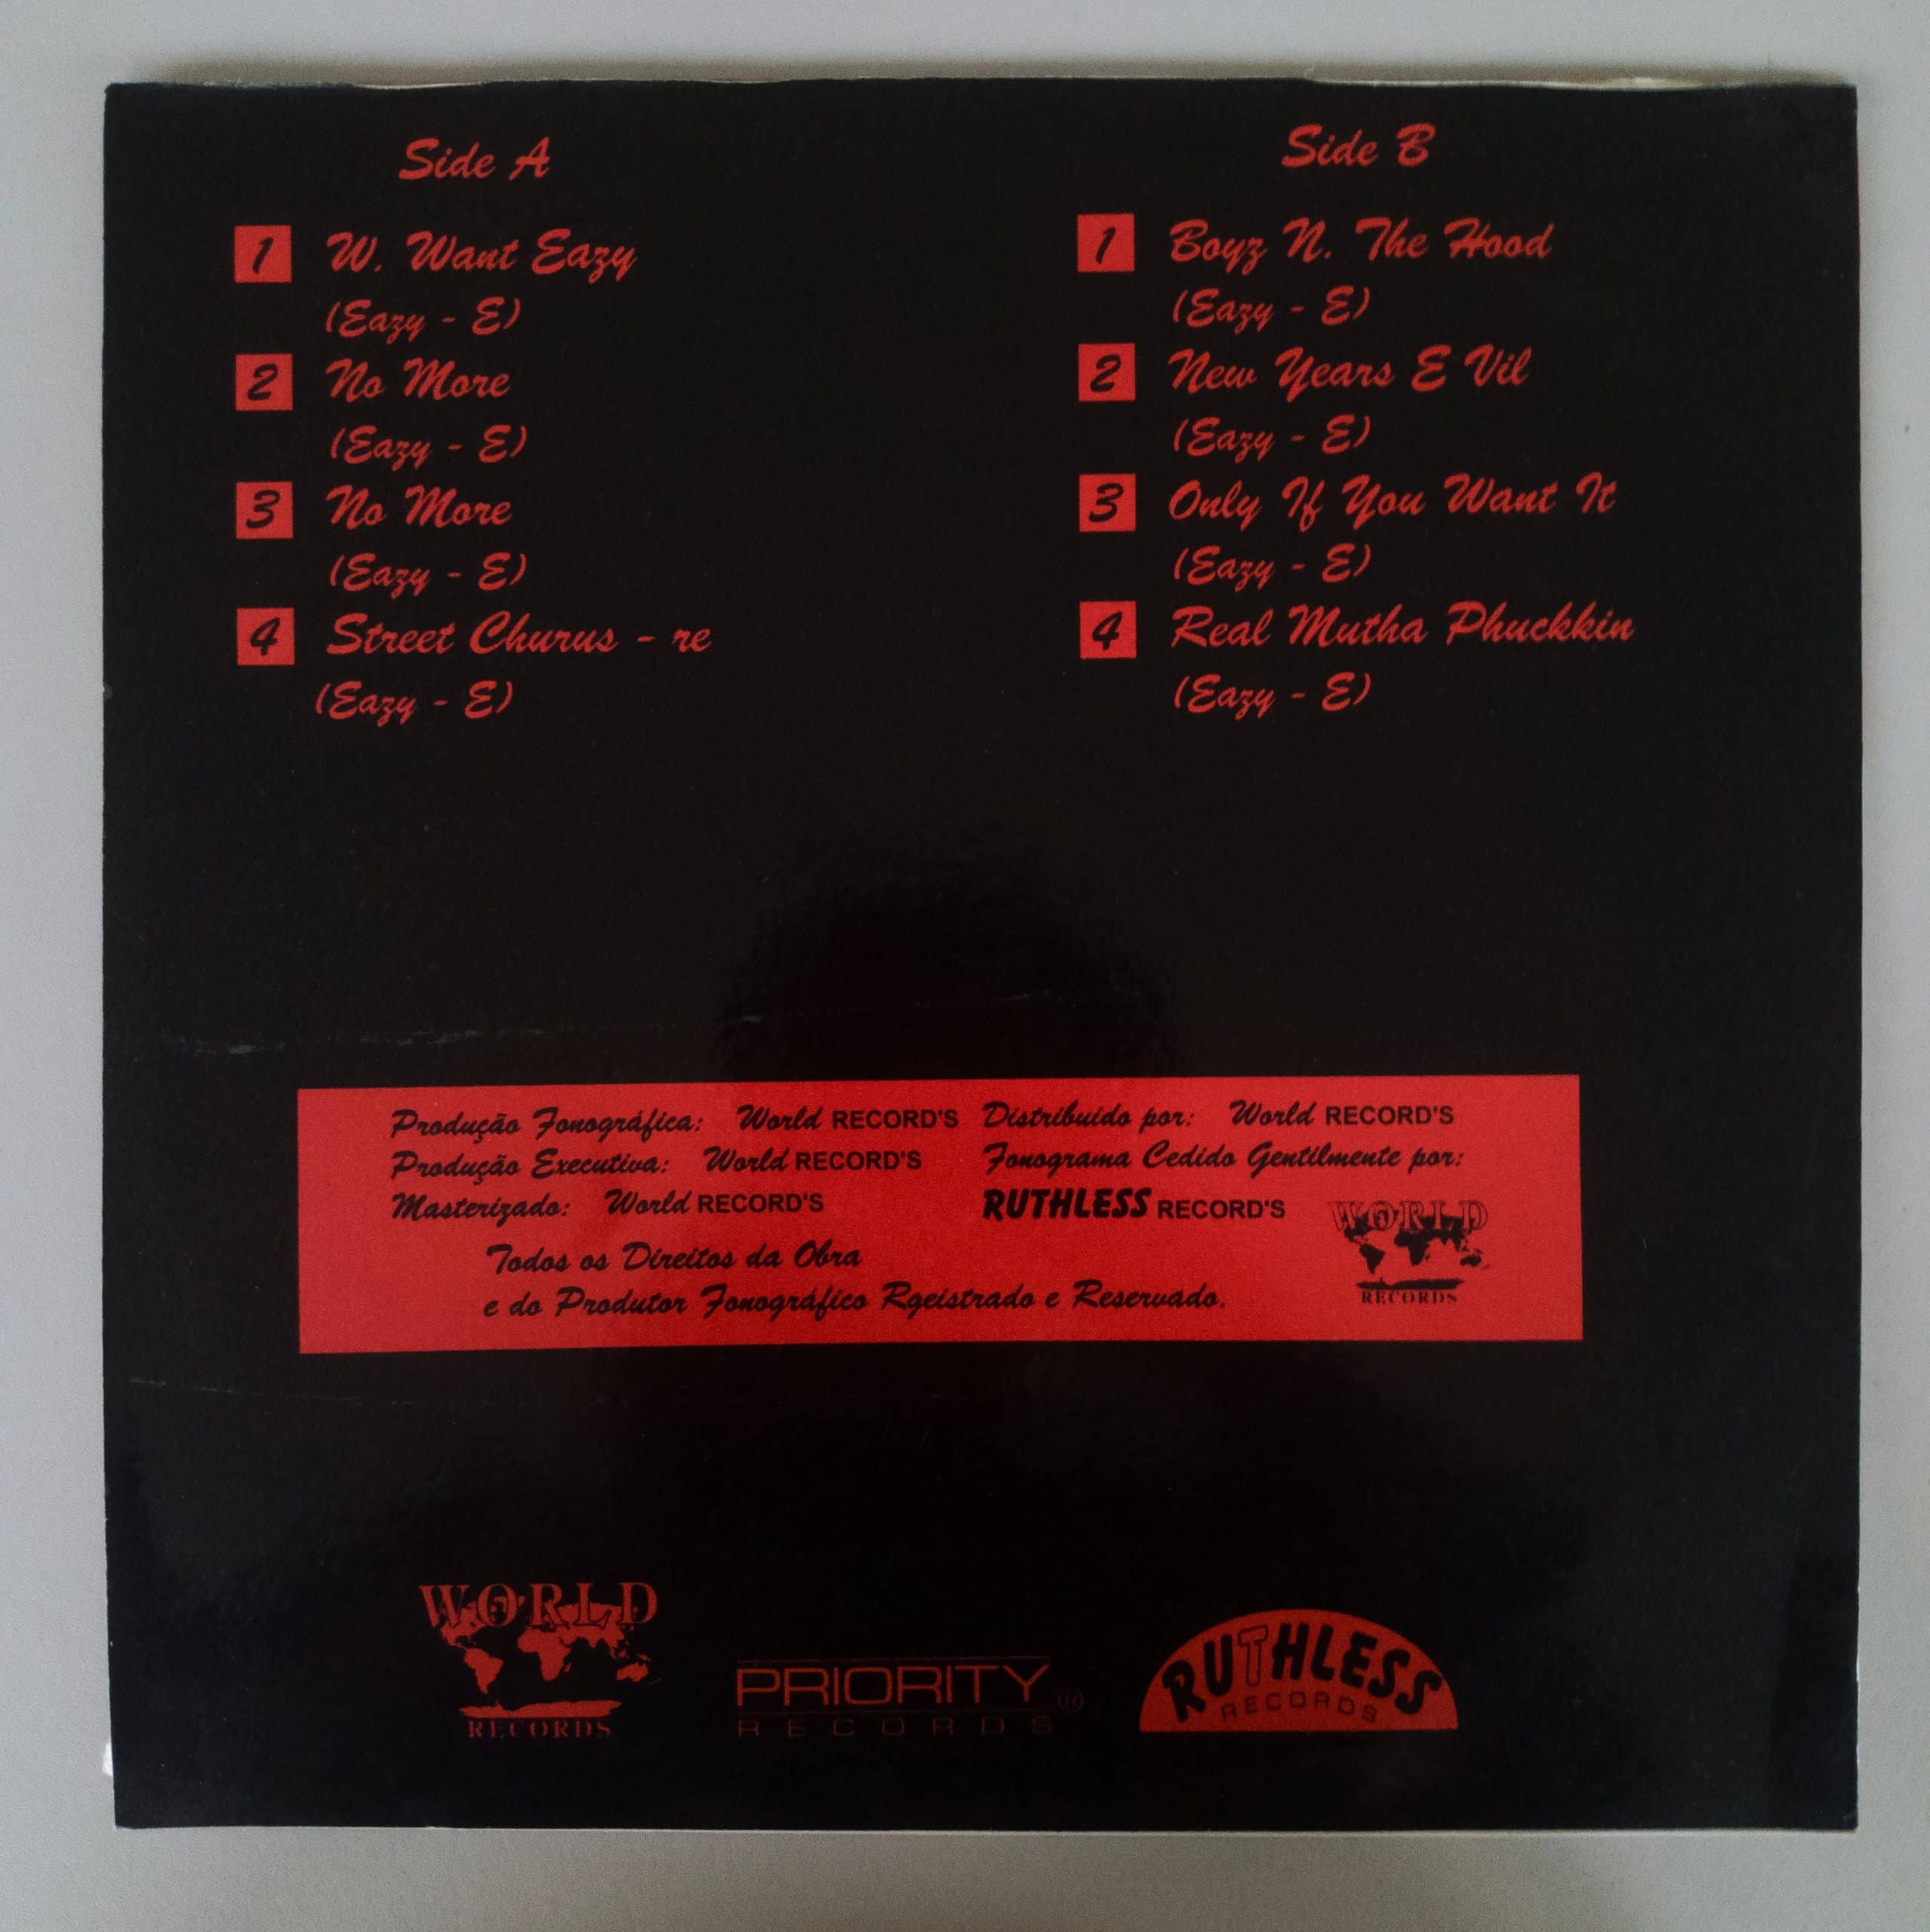 Side A
1 W. Want Eazy
(Eazy - E)
2 No More
(Eazy - E)
3 No More
(Eazy - E)
4 Street Churus - re
(Eazy - E)
Side B
1 Boyz N. The Hood
(Eazy - E)
2 New Years E Vil
(Eazy - E)
3 Only If You Want It
(Eazy - E)
4 Real Mutha Phuckkin
(Eazy - E)
Produção Fonográfica: World RECORD'S
Produção Executiva: World RECORD'S
Masterizado: World RECORD'S
Distribuido por: World RECORD'S
Fonograma Cedido Gentilmente por:
RUTHLESS RECORD'S
WORLD
RECORDS
Todos os Direitos da Obra
e do Produtor Fonográfico Rgeistrado e Reservado.
WORLD
RECORDS
PRIORITY ®
RECORDS
RUTHLESS
RECORDS